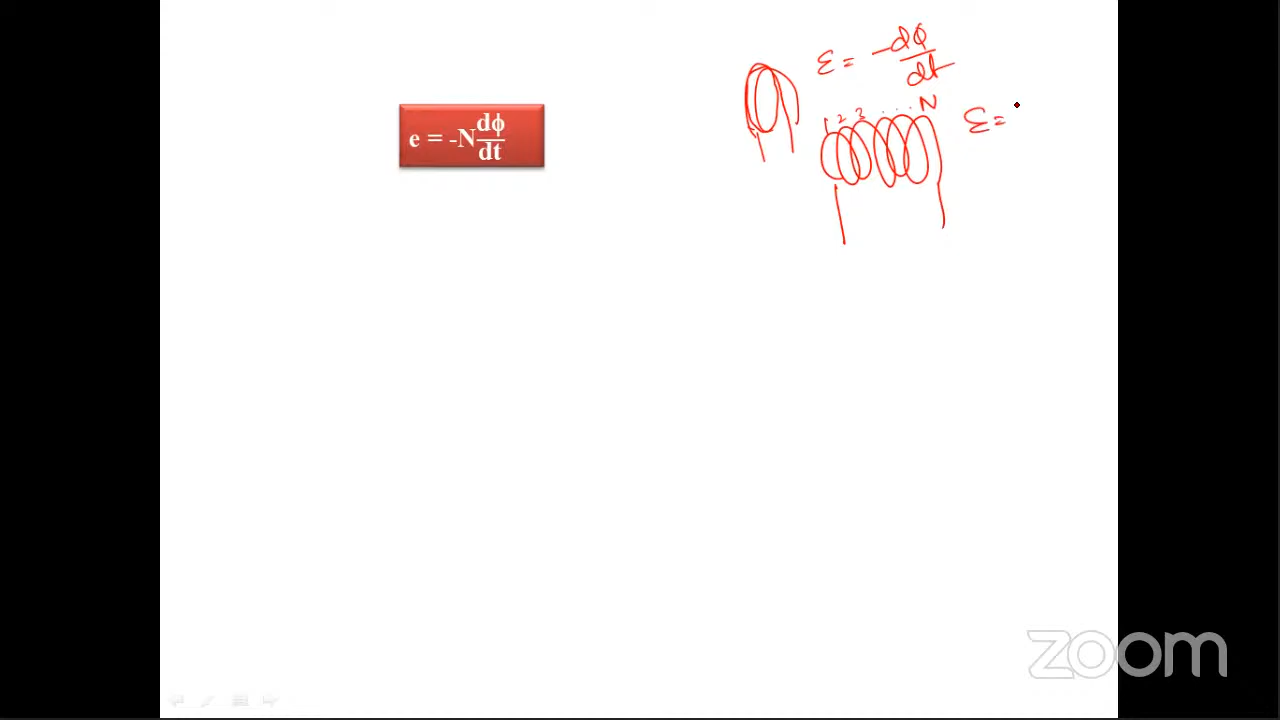 e = -N dϕ/dt
ε = -dϕ/dt
1 2 3 . . . N
ε =
zoom